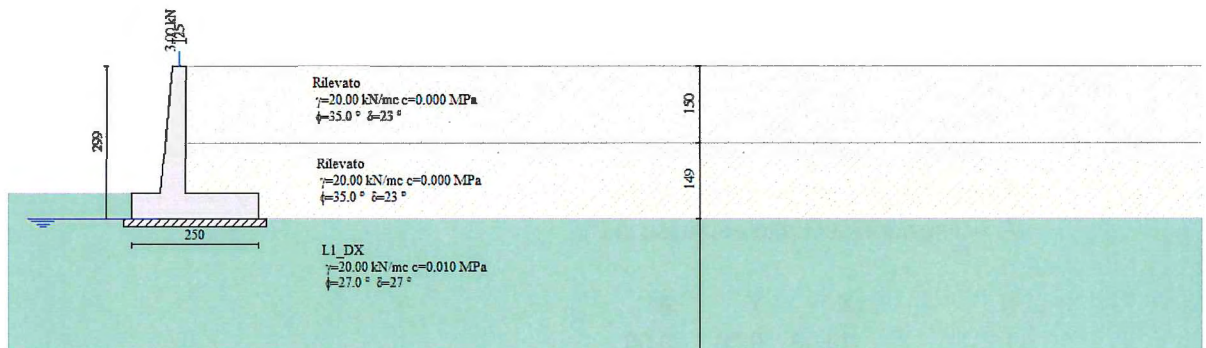 3.00 kN
125
Rilevato
γ=20.00 kN/mc c=0.000 MPa
ϕ=35.0 ° δ=23 °
150
299
Rilevato
γ=20.00 kN/mc c=0.000 MPa
ϕ=35.0 ° δ=23 °
149
250
L1_DX
γ=20.00 kN/mc c=0.010 MPa
ϕ=27.0 ° δ=27 °